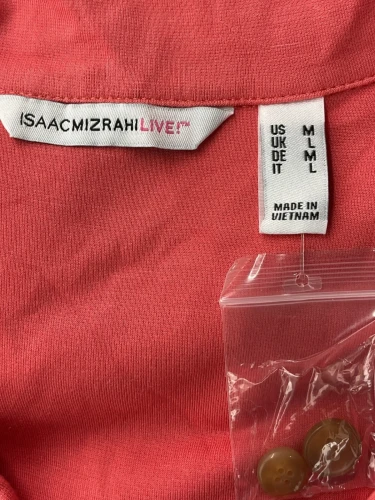 ISAACMIZRAHILIVE!™
US M
UK L
DE M
IT L
MADE IN
VIETNAM